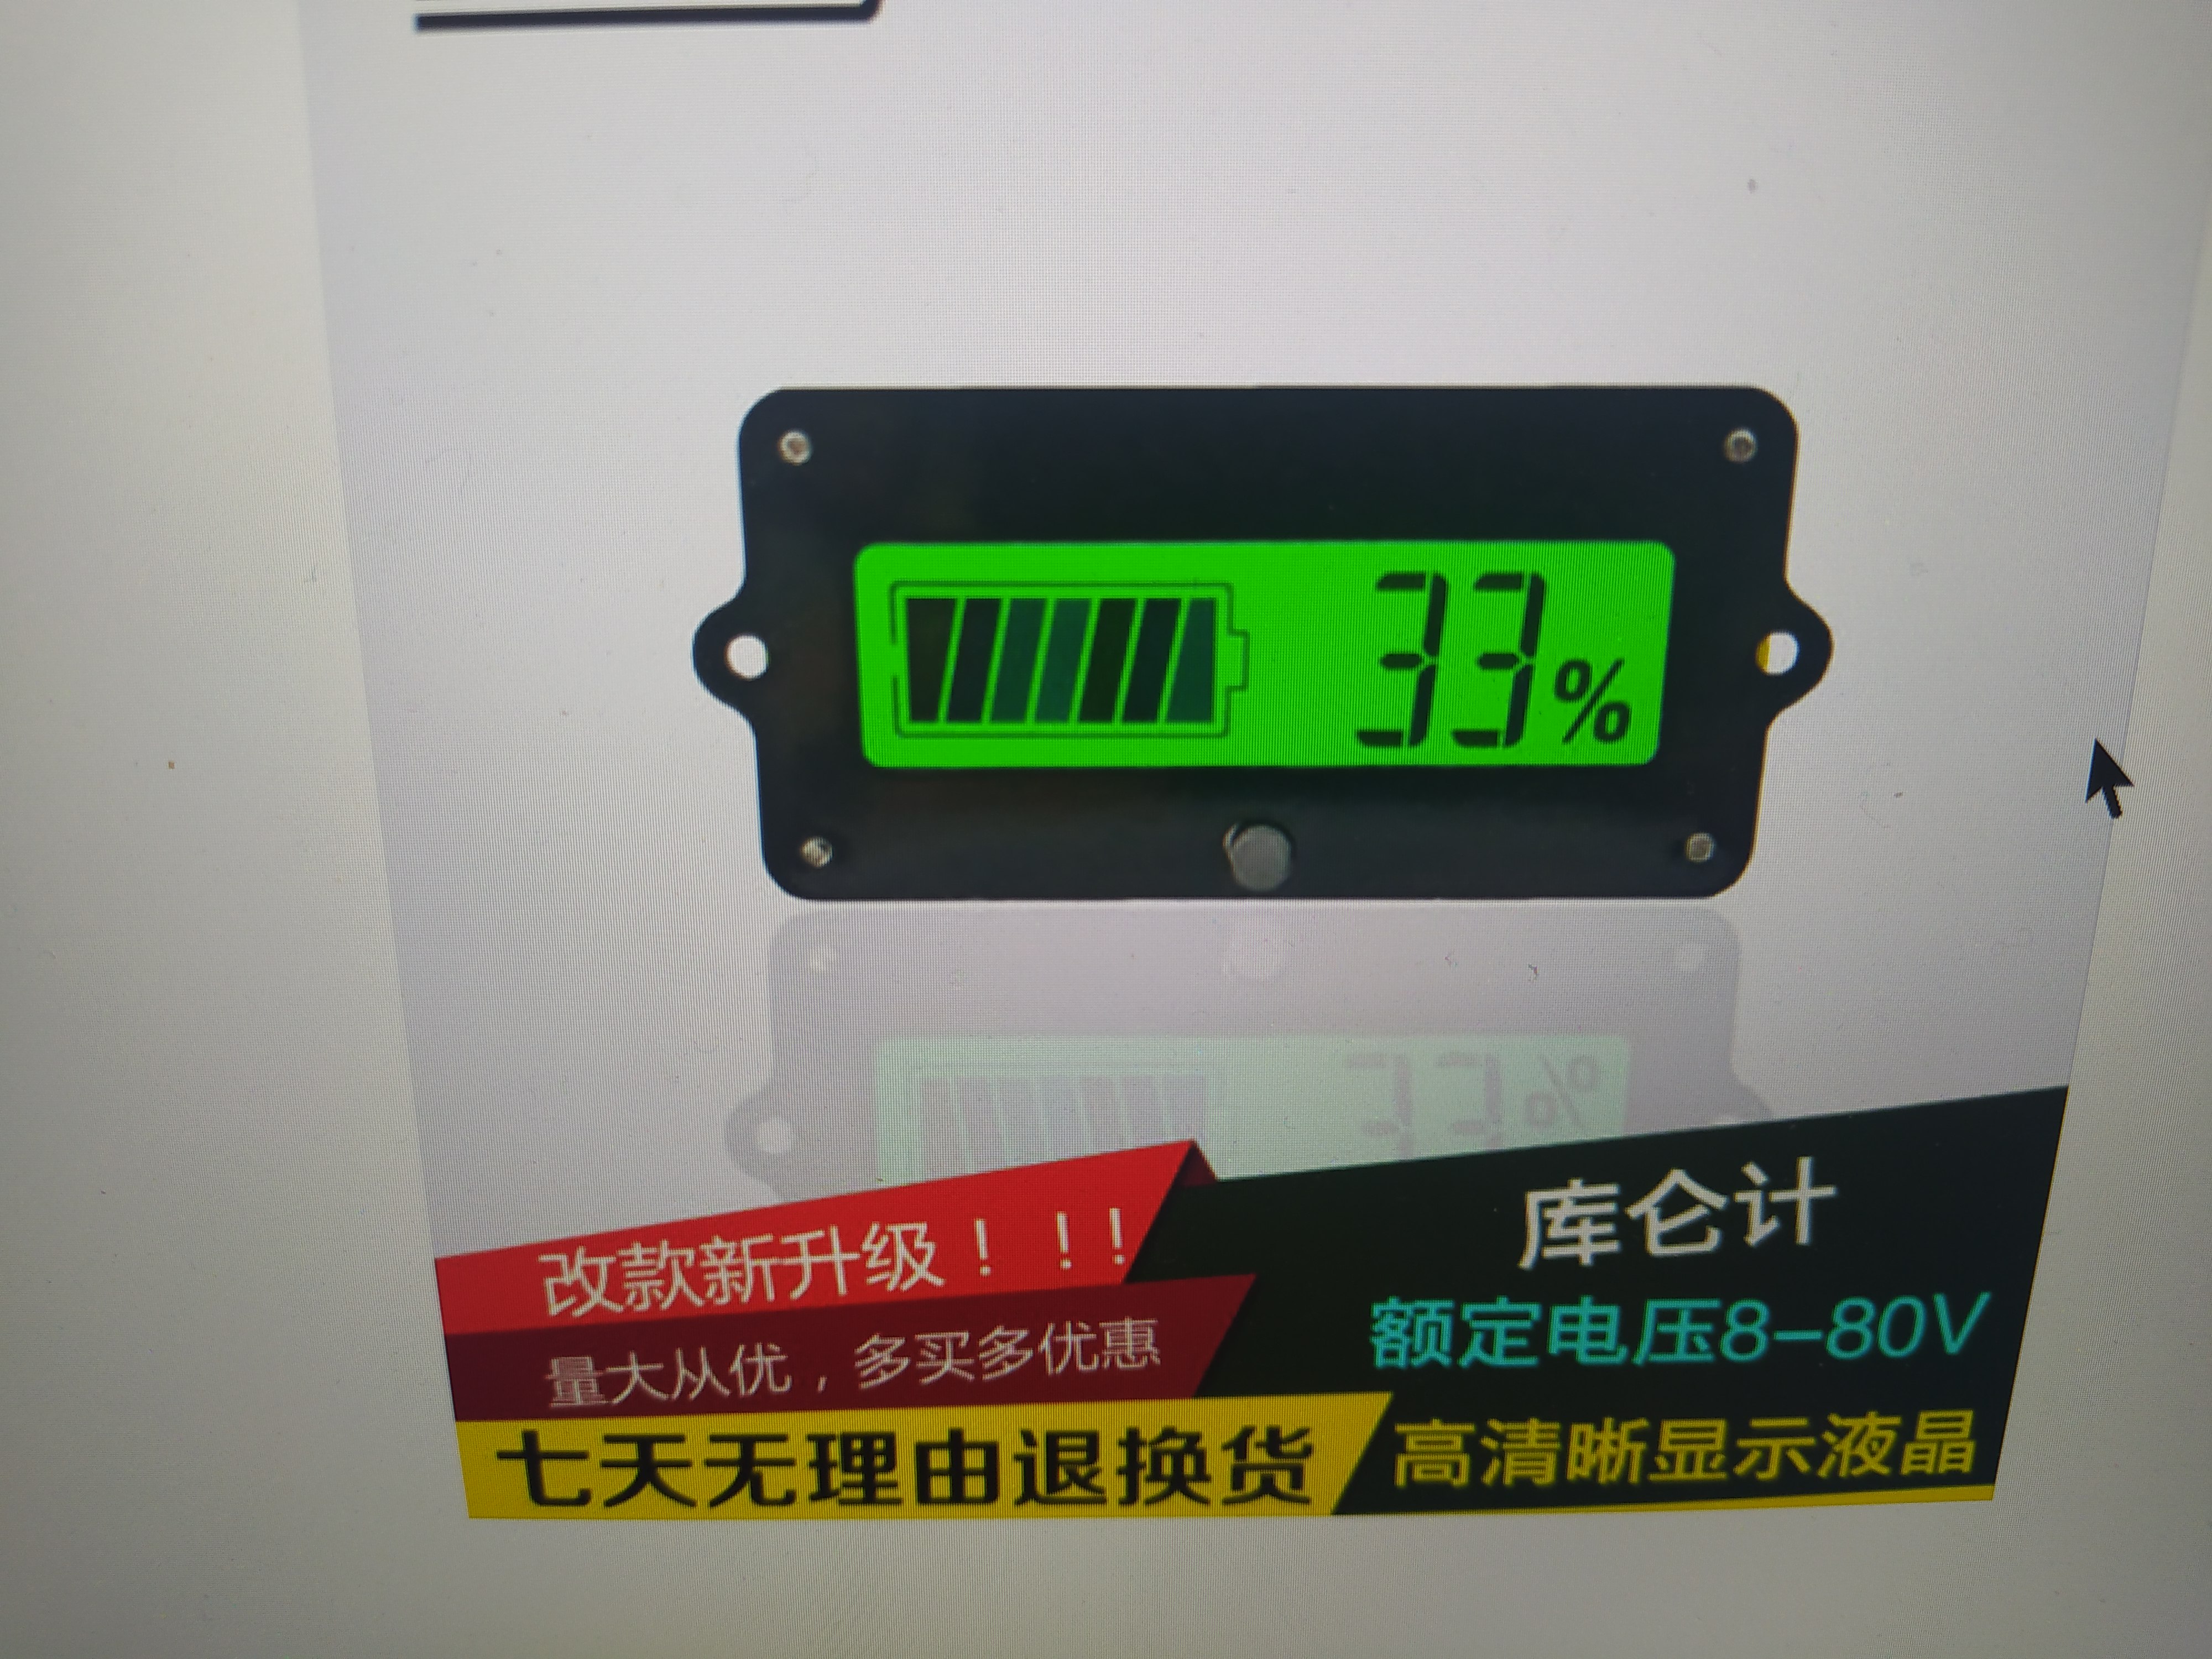 33%
改款新升级！！！
量大从优，多买多优惠
七天无理由退换货
库仑计
额定电压8-80V
高清晰显示液晶